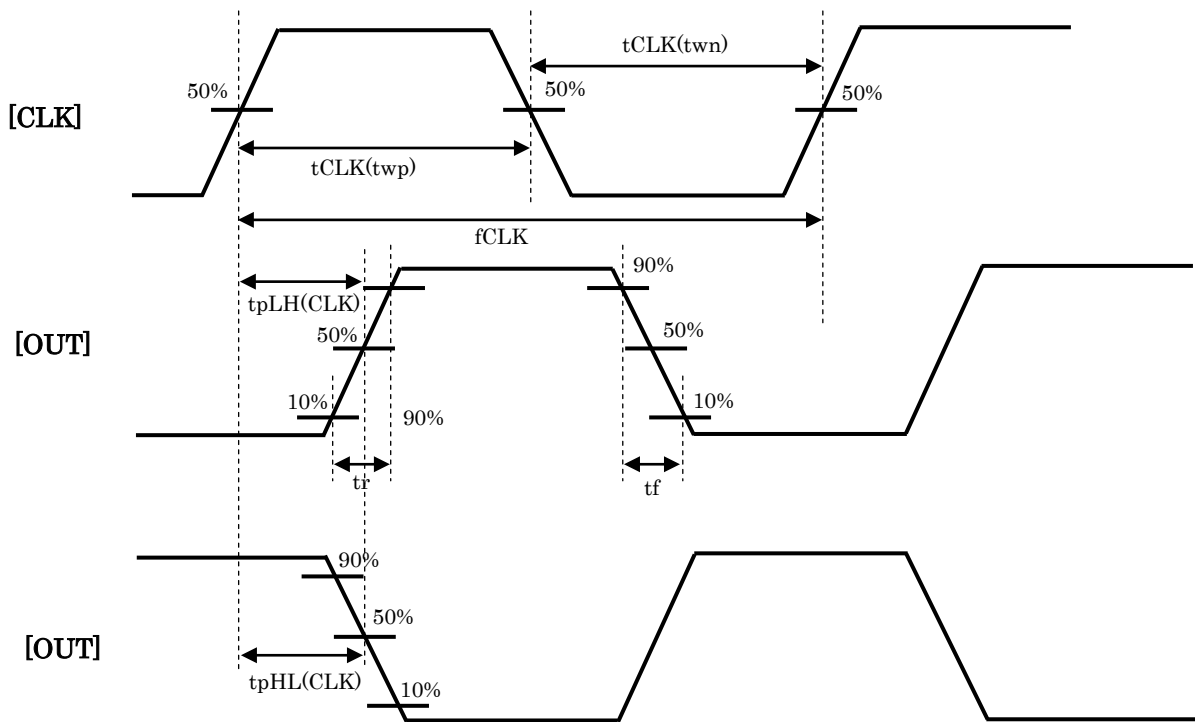 tCLK(twn)
50%
50%
50%
[CLK]
tCLK(twp)
fCLK
90%
tpLH(CLK)
50%
50%
[OUT]
10%
10%
90%
tr
tf
90%
50%
[OUT]
tpHL(CLK)
10%